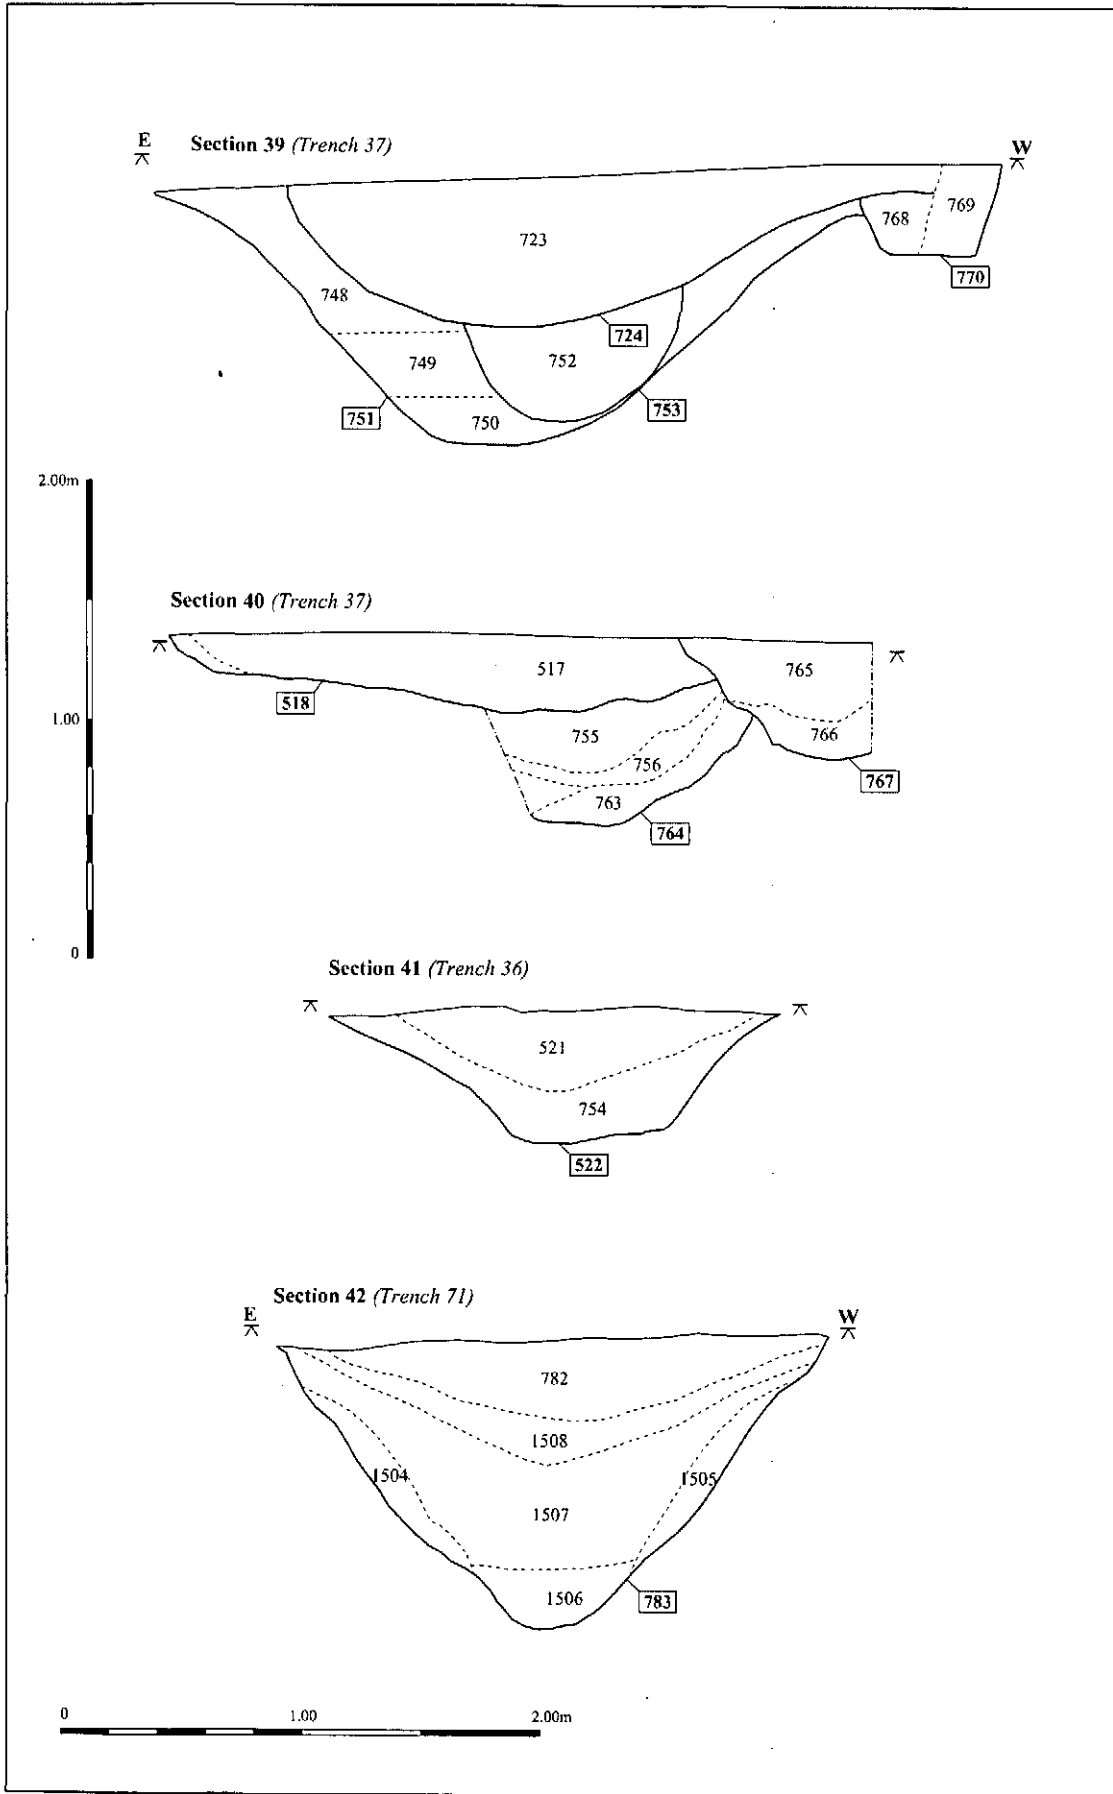 E Section 39 (Trench 37) W
723
768 769
770
748
724
749 752
751 750 753
2.00m
Section 40 (Trench 37)
517 765
518
1.00
755 766
756
763 767
764
0
Section 41 (Trench 36)
521
754
522
Section 42 (Trench 71)
E W
782
1508
1504 1505
1507
1506 783
0 1.00 2.00m